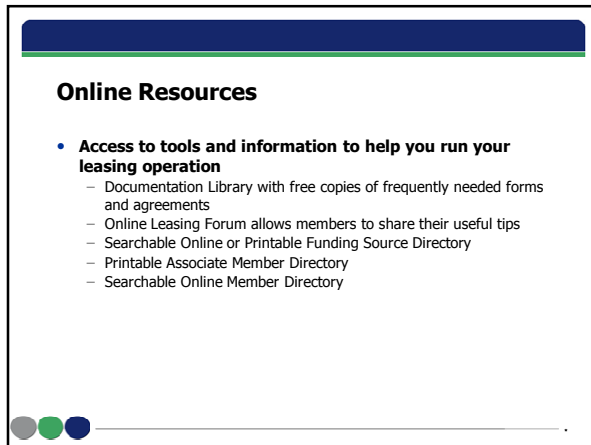 Online Resources
• Access to tools and information to help you run your
leasing operation
– Documentation Library with free copies of frequently needed forms
and agreements
– Online Leasing Forum allows members to share their useful tips
– Searchable Online or Printable Funding Source Directory
– Printable Associate Member Directory
– Searchable Online Member Directory
.